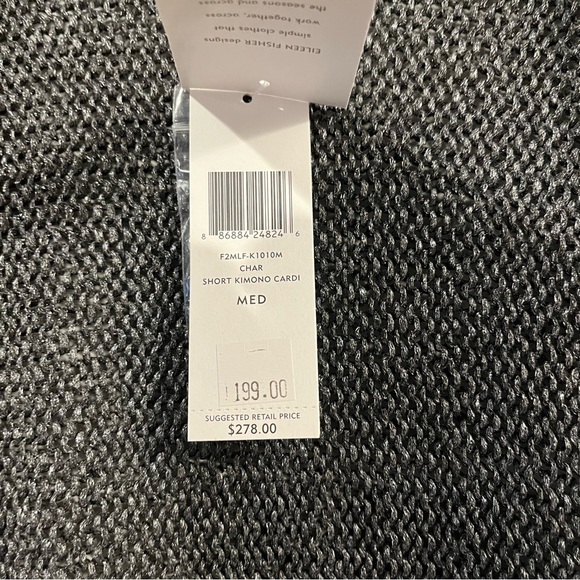 EILEEN FISHER designs
simple clothes that
work together, across
the seasons and across
8 86884 24824 6
F2MLF-K1010M
CHAR
SHORT KIMONO CARDI
MED
199.00
SUGGESTED RETAIL PRICE
$278.00